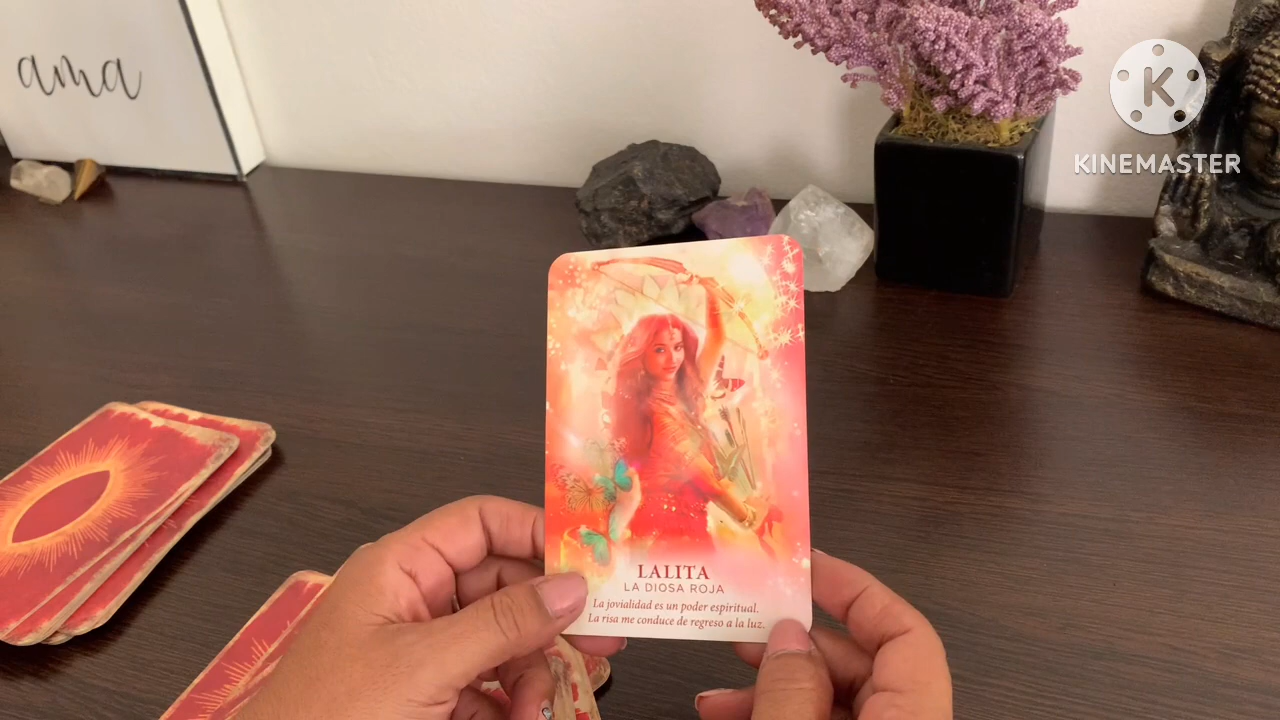 ama
K
KINEMASTER
LALITA
LA DIOSA ROJA
La jovialidad es un poder espiritual.
La risa me conduce de regreso a la luz.